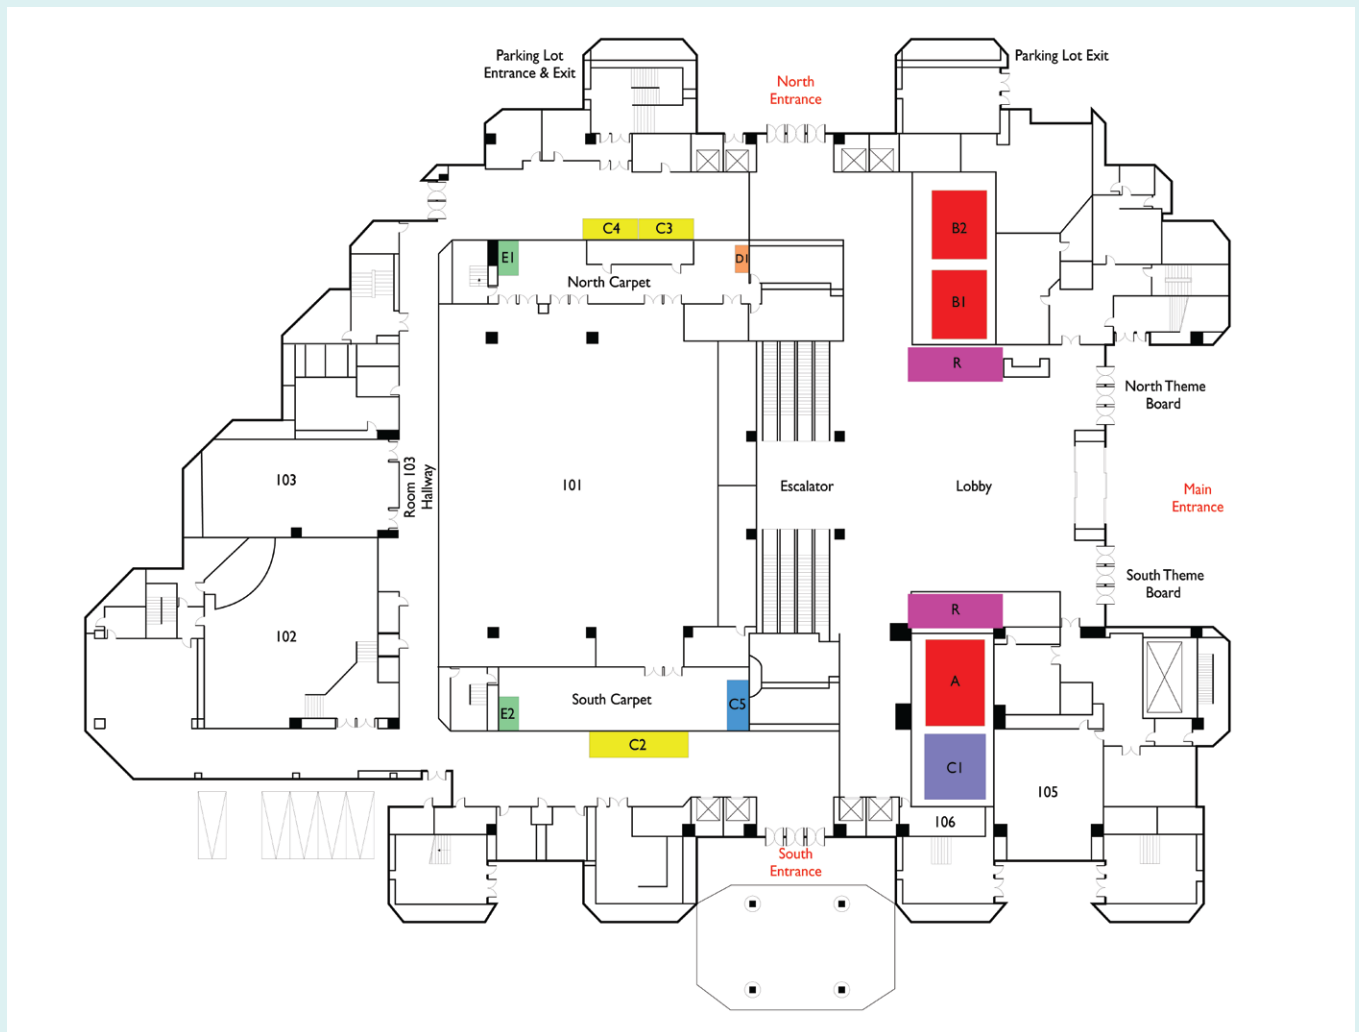 Parking Lot
Entrance & Exit
North
Entrance
Parking Lot Exit
C4
C3
B2
E1
D1
North Carpet
B1
R
North Theme
Board
103
Room 103
Hallway
101
Escalator
Lobby
Main
Entrance
South Theme
Board
R
102
A
South Carpet
C5
E2
C2
C1
105
106
South
Entrance